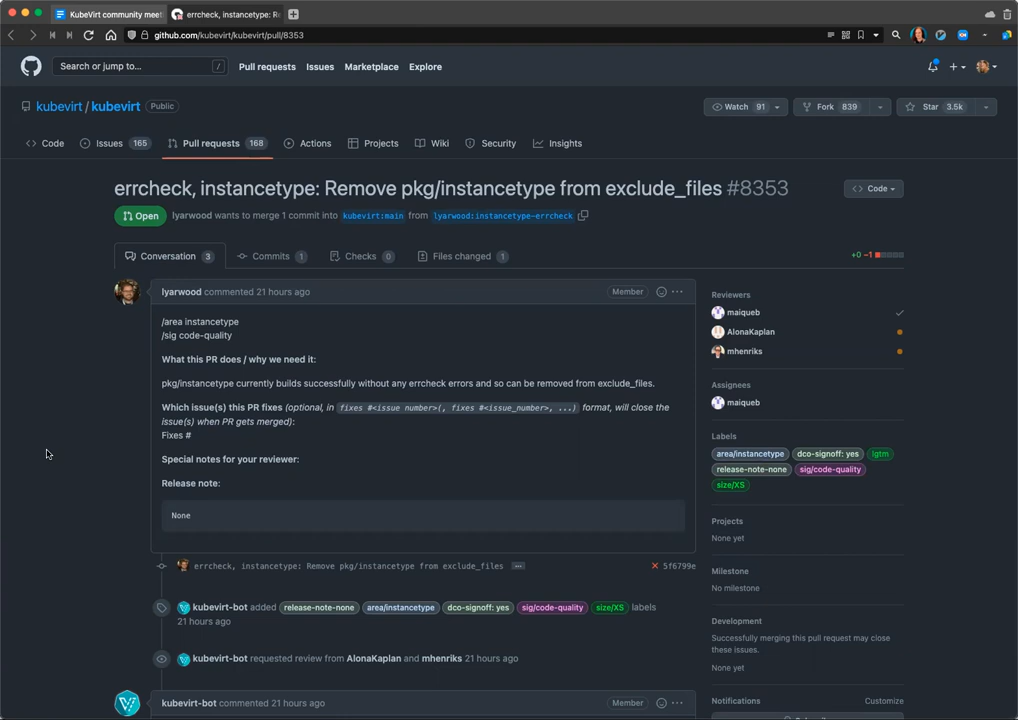 KubeVirt community meet
errcheck, instancetype: R
github.com/kubevirt/kubevirt/pull/8353
Search or jump to... /
Pull requests Issues Marketplace Explore
kubevirt / kubevirt Public
Watch 91 Fork 839 Star 3.5k
Code Issues 165 Pull requests 168 Actions Projects Wiki Security Insights
errcheck, instancetype: Remove pkg/instancetype from exclude_files #8353
Code
Open lyarwood wants to merge 1 commit into kubevirt:main from lyarwood:instancetype-errcheck
Conversation 3 Commits 1 Checks 0 Files changed 1 +0 −1
lyarwood commented 21 hours ago Member
/area instancetype
/sig code-quality
What this PR does / why we need it:
pkg/instancetype currently builds successfully without any errcheck errors and so can be removed from exclude_files.
Which issue(s) this PR fixes (optional, in fixes #<issue number>(, fixes #<issue_number>, ...) format, will close the
issue(s) when PR gets merged):
Fixes #
Special notes for your reviewer:
Release note:
None
errcheck, instancetype: Remove pkg/instancetype from exclude_files ... 5f6799e
kubevirt-bot added release-note-none area/instancetype dco-signoff: yes sig/code-quality size/XS labels
21 hours ago
kubevirt-bot requested review from AlonaKaplan and mhenriks 21 hours ago
kubevirt-bot commented 21 hours ago Member
Reviewers
maiqueb
AlonaKaplan
mhenriks
Assignees
maiqueb
Labels
area/instancetype dco-signoff: yes lgtm
release-note-none sig/code-quality
size/XS
Projects
None yet
Milestone
No milestone
Development
Successfully merging this pull request may close
these issues.
None yet
Notifications Customize